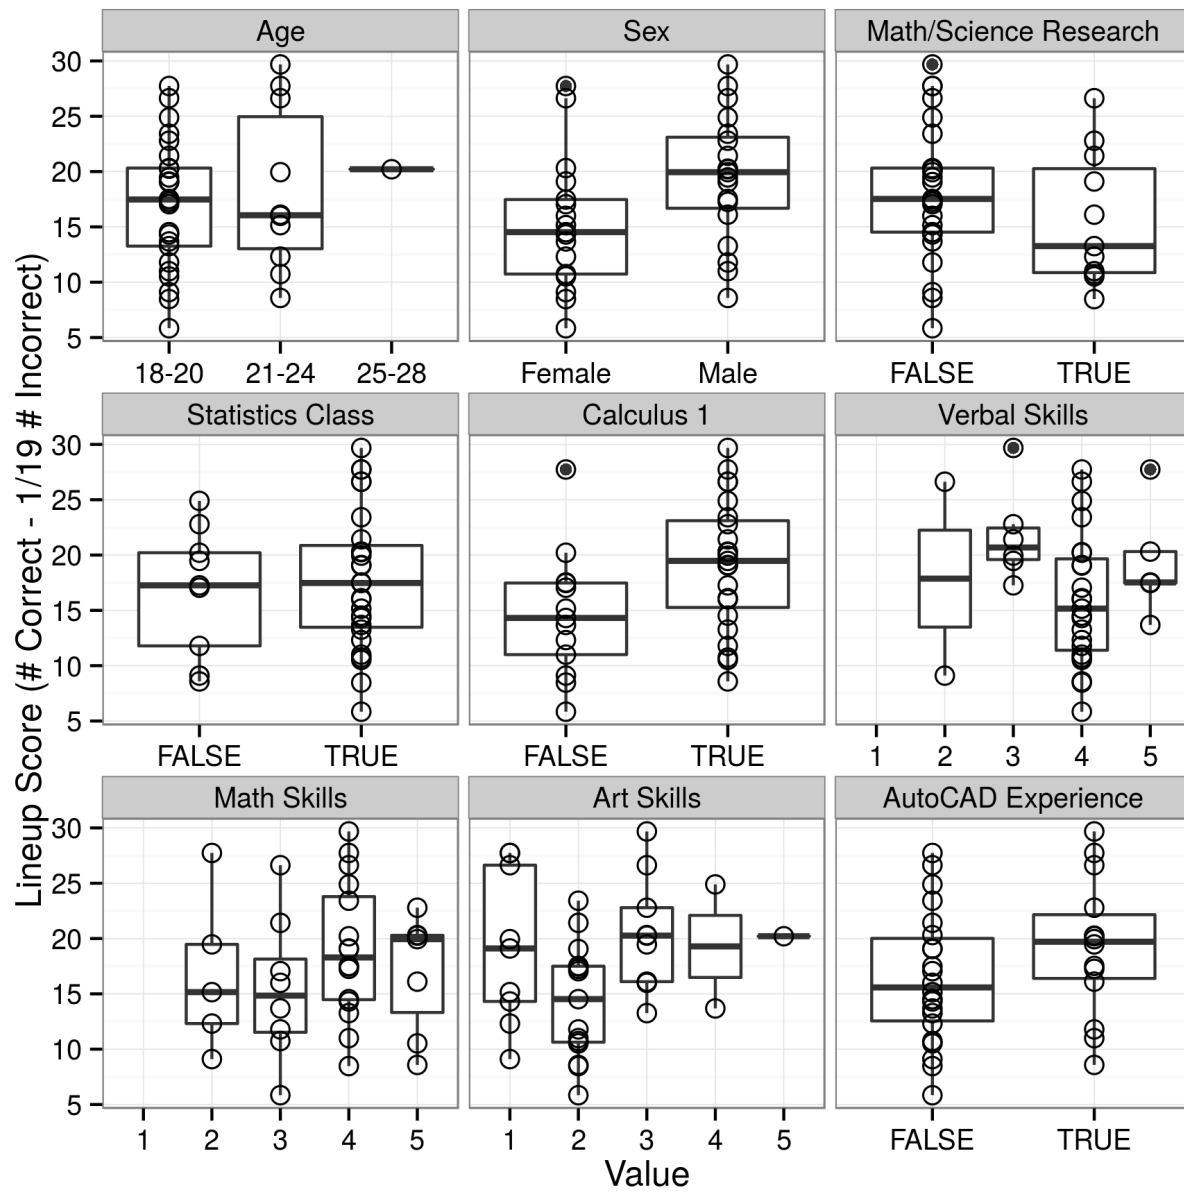 Age Sex Math/Science Research
30
25
20
15
10
5
18-20 21-24 25-28 Female Male FALSE TRUE
Statistics Class Calculus 1 Verbal Skills
30
25
20
15
10
5
FALSE TRUE FALSE TRUE 1 2 3 4 5
Math Skills Art Skills AutoCAD Experience
30
25
20
15
10
5
1 2 3 4 5 1 2 3 4 5 FALSE TRUE
Value
Lineup Score (# Correct - 1/19 # Incorrect)